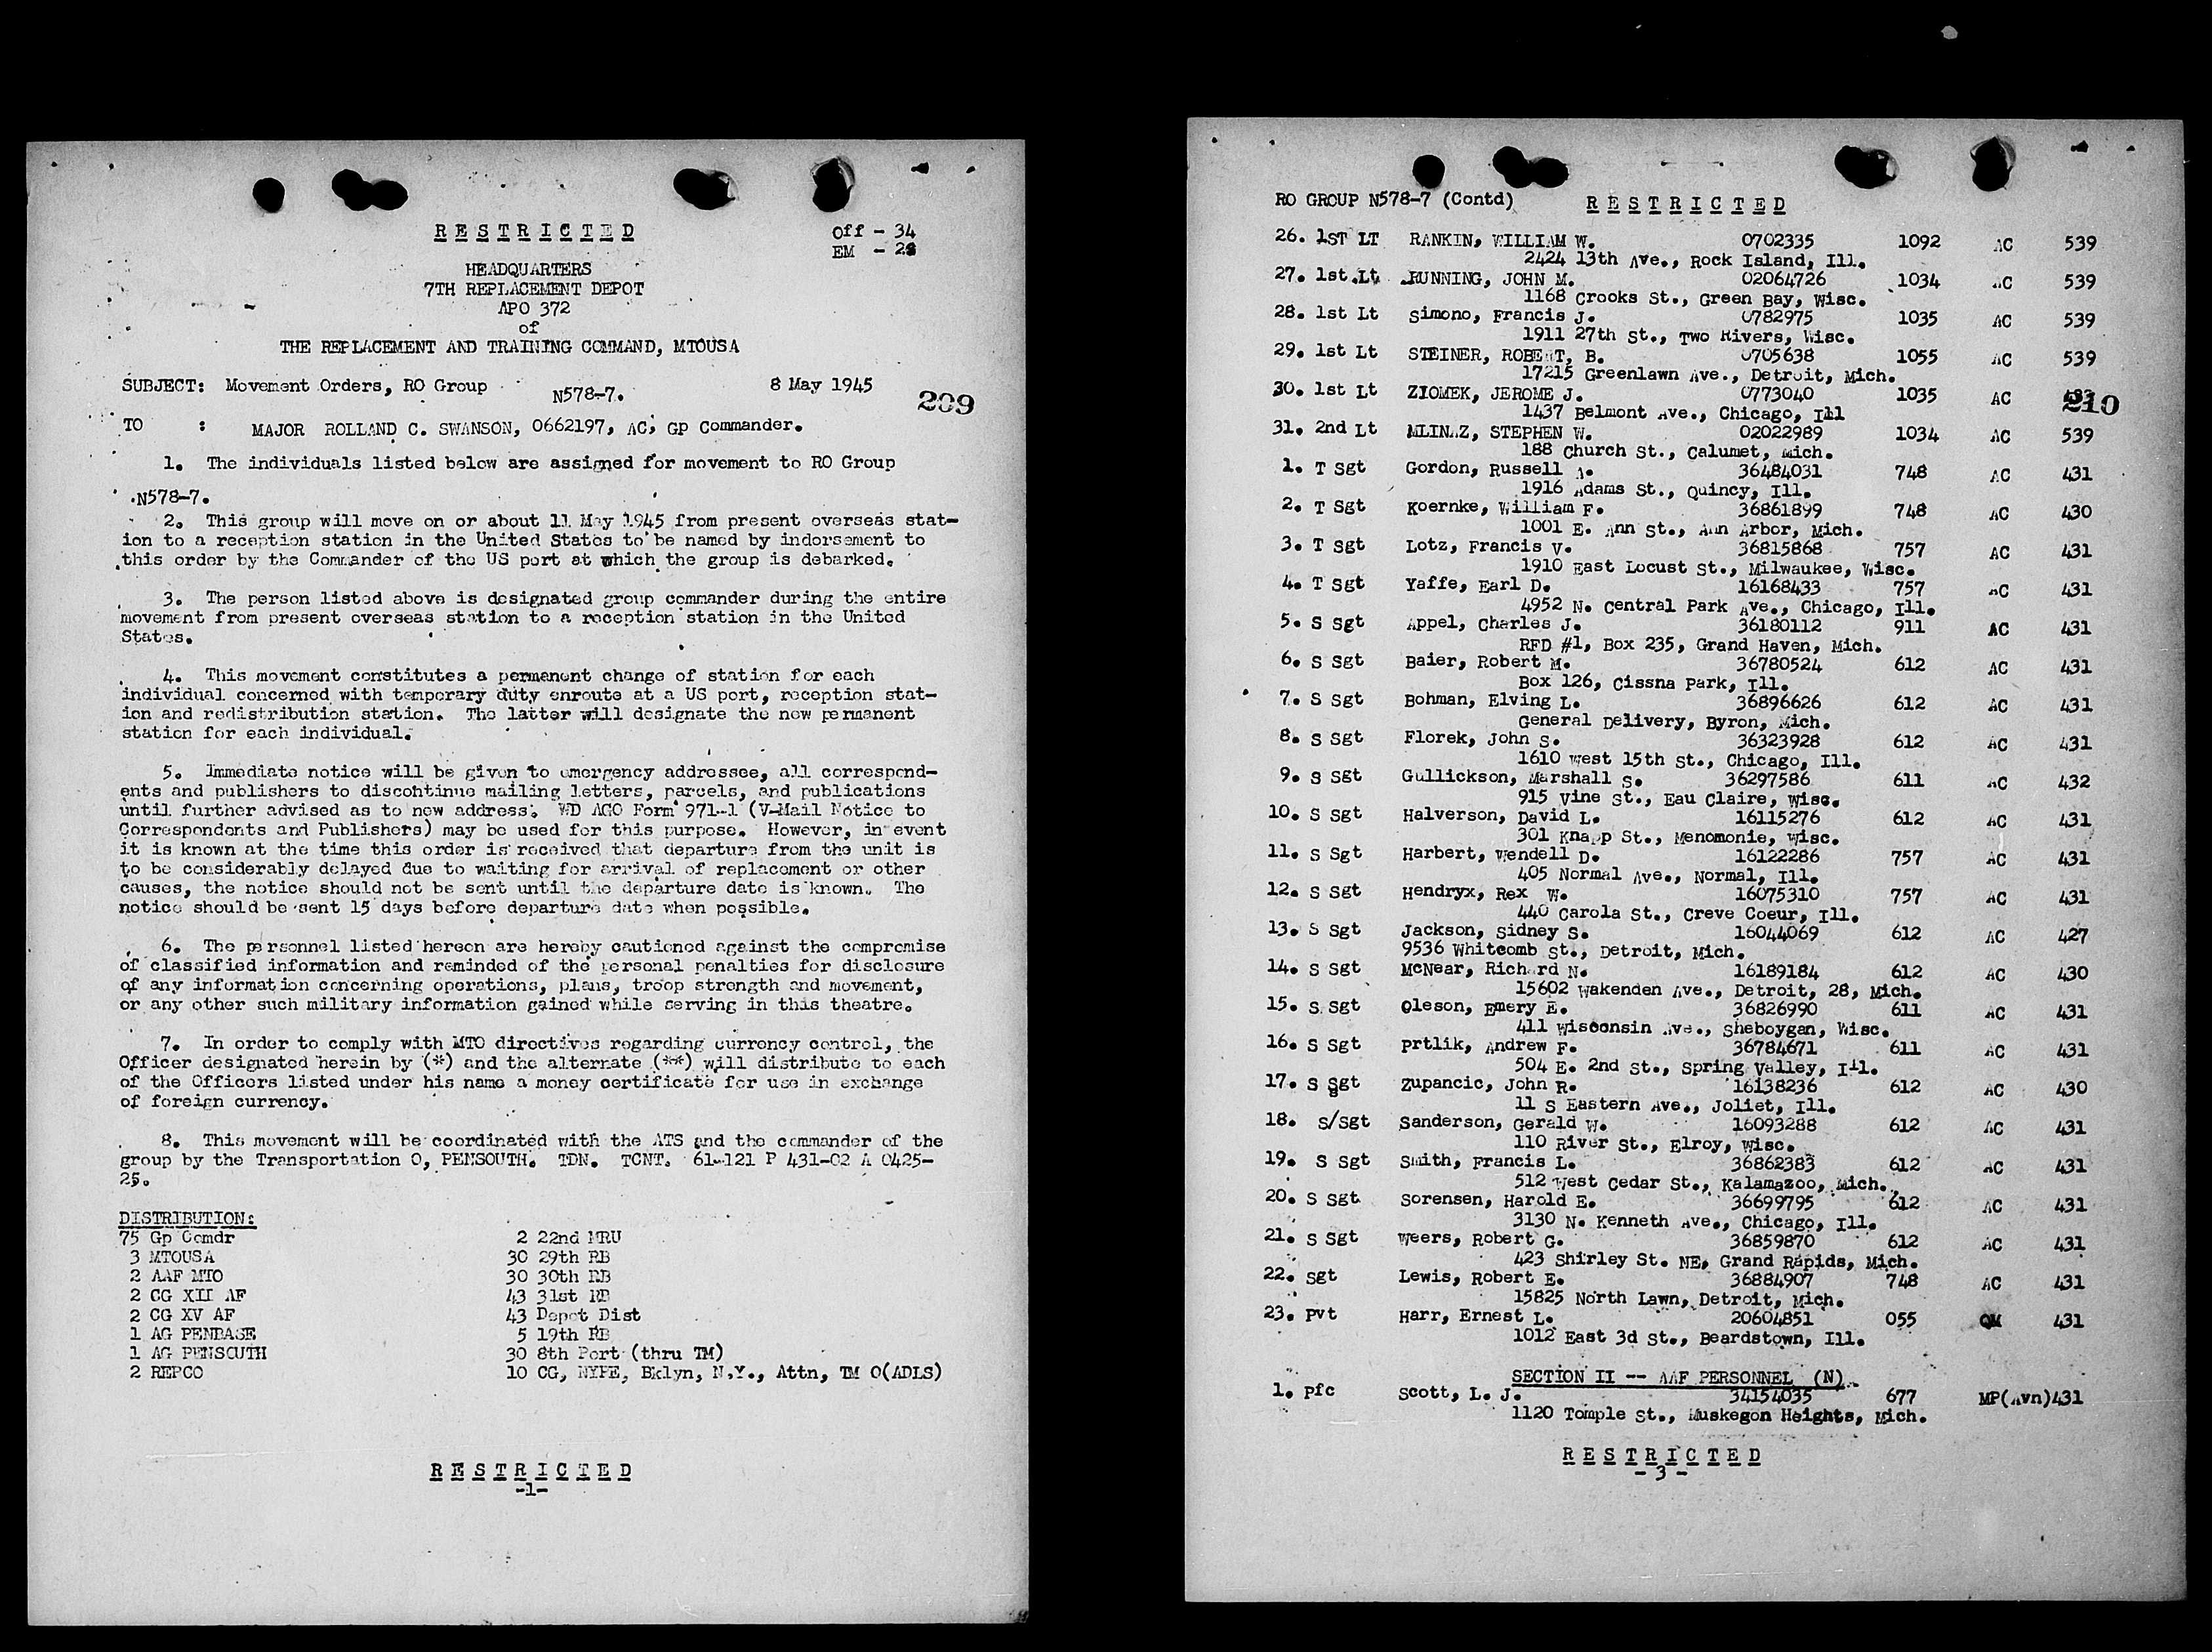 R E S T R I C T E D
Off - 34
EM - 28
HEADQUARTERS
7TH REPLACEMENT DEPOT
APO 372
of
THE REPLACEMENT AND TRAINING COMMAND, MTOUSA
SUBJECT: Movement Orders, RO Group N578-7. 8 May 1945
209
TO : MAJOR ROLLAND C. SWANSON, 0662197, AC, GP Commander.
1. The individuals listed below are assigned for movement to RO Group
N578-7.
2. This group will move on or about 11 May 1945 from present overseas stat-
ion to a reception station in the United States to be named by indorsement to
this order by the Commander of the US port at which the group is debarked.
3. The person listed above is designated group commander during the entire
movement from present overseas station to a reception station in the United
States.
4. This movement constitutes a permanent change of station for each
individual concerned with temporary duty enroute at a US port, reception stat-
ion and redistribution station. The latter will designate the new permanent
station for each individual.
5. Immediate notice will be given to emergency addressee, all correspond-
ents and publishers to discontinue mailing letters, parcels, and publications
until further advised as to new address. WD AGO Form 971-1 (V-Mail Notice to
Correspondents and Publishers) may be used for this purpose. However, in event
it is known at the time this order is received that departure from the unit is
to be considerably delayed due to waiting for arrival of replacement or other
causes, the notice should not be sent until the departure date is known. The
notice should be sent 15 days before departure date when possible.
6. The personnel listed hereon are hereby cautioned against the compromise
of classified information and reminded of the personal penalties for disclosure
of any information concerning operations, plans, troop strength and movement,
or any other such military information gained while serving in this theatre.
7. In order to comply with MTO directives regarding currency control, the
Officer designated herein by (*) and the alternate (**) will distribute to each
of the Officers listed under his name a money certificate for use in exchange
of foreign currency.
8. This movement will be coordinated with the ATS and the commander of the
group by the Transportation O, PENSOUTH. TDN. TCNT. 61-121 P 431-02 A 0425-
25.
DISTRIBUTION:
75 Gp Comdr 2 22nd MRU
3 MTOUSA 30 29th RB
2 AAF MTO 30 30th RB
2 CG XII AF 43 31st RB
2 CG XV AF 43 Depot Dist
1 AG PENBASE 5 19th RB
1 AG PENSOUTH 30 8th Port (thru TM)
2 REPCO 10 CG, NYPE, Bklyn, N.Y., Attn, TM O(ADLS)
R E S T R I C T E D
-1-
RO GROUP N578-7 (Contd) R E S T R I C T E D
26. 1ST LT RANKIN, WILLIAM W. 0702335 1092 AC 539
2424 13th Ave., Rock Island, Ill.
27. 1st Lt RUNNING, JOHN M. 02064726 1034 AC 539
1168 Crooks St., Green Bay, Wisc.
28. 1st Lt Simono, Francis J. 0782975 1035 AC 539
1911 27th St., Two Rivers, Wisc.
29. 1st Lt STEINER, ROBERT, B. 0705638 1055 AC 539
17215 Greenlawn Ave., Detroit, Mich.
30. 1st Lt ZIOMEK, JEROME J. 0773040 1035 AC
210
1437 Belmont Ave., Chicago, Ill
31. 2nd Lt MLINAZ, STEPHEN W. 02022989 1034 AC 539
188 Church St., Calumet, Mich.
1. T Sgt Gordon, Russell A. 36484031 748 AC 431
1916 Adams St., Quincy, Ill.
2. T Sgt Koernke, William F. 36861899 748 AC 430
1001 E. Ann St., Ann Arbor, Mich.
3. T Sgt Lotz, Francis V. 36815868 757 AC 431
1910 East Locust St., Milwaukee, Wisc.
4. T Sgt Yaffe, Earl D. 16168433 757 AC 431
4952 N. Central Park Ave., Chicago, Ill.
5. S Sgt Appel, Charles J. 36180112 911 AC 431
RFD #1, Box 235, Grand Haven, Mich.
6. S Sgt Baier, Robert M. 36780524 612 AC 431
Box 126, Cissna Park, Ill.
7. S Sgt Bohman, Elving L. 36896626 612 AC 431
General Delivery, Byron, Mich.
8. S Sgt Florek, John S. 36323928 612 AC 431
1610 West 15th St., Chicago, Ill.
9. S Sgt Gullickson, Marshall S. 36297586 611 AC 432
915 Vine St., Eau Claire, Wisc.
10. S Sgt Halverson, David L. 16115276 612 AC 431
301 Knapp St., Menomonie, Wisc.
11. S Sgt Harbert, Wendell D. 16122286 757 AC 431
405 Normal Ave., Normal, Ill.
12. S Sgt Hendryx, Rex W. 16075310 757 AC 431
440 Carola St., Creve Coeur, Ill.
13. S Sgt Jackson, Sidney S. 16044069 612 AC 427
9536 Whitcomb St., Detroit, Mich.
14. S Sgt McNear, Richard N. 16189184 612 AC 430
15602 Wakenden Ave., Detroit, 28, Mich.
15. S Sgt Oleson, Emery E. 36826990 611 AC 431
411 Wisconsin Ave., Sheboygan, Wisc.
16. S Sgt Prtlik, Andrew F. 36784671 611 AC 431
504 E. 2nd St., Spring Valley, Ill.
17. S Sgt Zupancic, John R. 16138236 612 AC 430
11 S Eastern Ave., Joliet, Ill.
18. S/Sgt Sanderson, Gerald W. 16093288 612 AC 431
110 River St., Elroy, Wisc.
19. S Sgt Smith, Francis L. 36862383 612 AC 431
512 West Cedar St., Kalamazoo, Mich.
20. S Sgt Sorensen, Harold E. 36699795 612 AC 431
3130 N. Kenneth Ave., Chicago, Ill.
21. S Sgt Weers, Robert G. 36859870 612 AC 431
423 Shirley St. NE, Grand Rapids, Mich.
22. Sgt Lewis, Robert E. 36884907 748 AC 431
15825 North Lawn, Detroit, Mich.
23. Pvt Harr, Ernest L. 20604851 055 QM 431
1012 East 3d St., Beardstown, Ill.
SECTION II -- AAF PERSONNEL (N)
1. Pfc Scott, L. J. 34154035 677 MP(Avn)431
1120 Temple St., Muskegon Heights, Mich.
R E S T R I C T E D
- 3 -